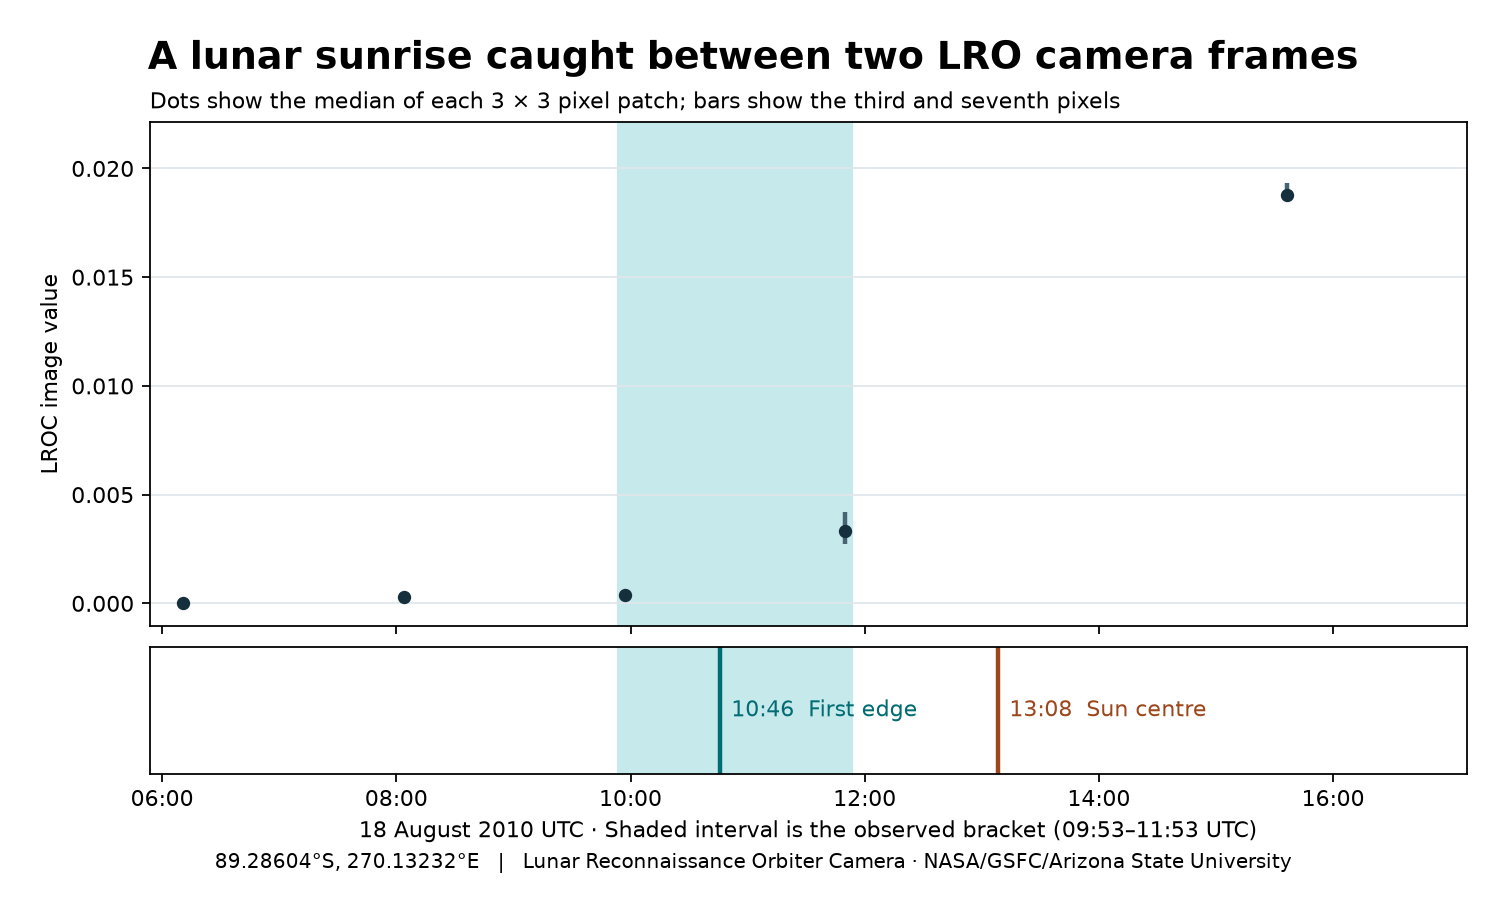 A lunar sunrise caught between two LRO camera frames
Dots show the median of each 3 × 3 pixel patch; bars show the third and seventh pixels
LROC image value
0.020
0.015
0.010
0.005
0.000
10:46  First edge
13:08  Sun centre
06:00 08:00 10:00 12:00 14:00 16:00
18 August 2010 UTC · Shaded interval is the observed bracket (09:53–11:53 UTC)
89.28604°S, 270.13232°E   |   Lunar Reconnaissance Orbiter Camera · NASA/GSFC/Arizona State University